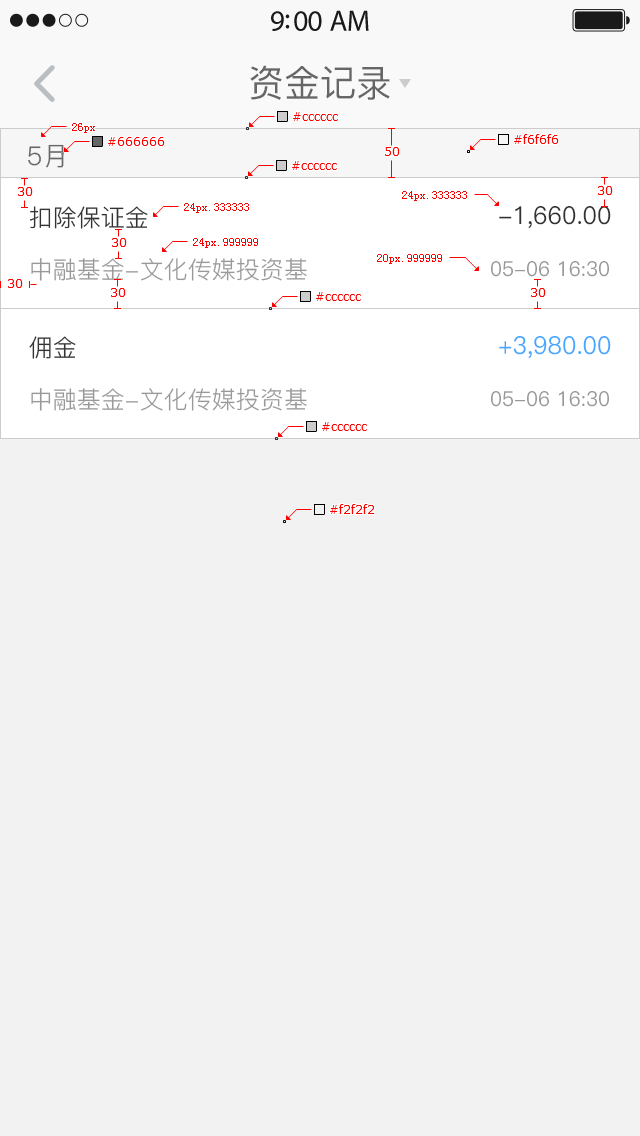 9:00 AM
资金记录
#cccccc
26px
#666666
50
#f6f6f6
5月
#cccccc
30
24px.333333
30
扣除保证金
24px.333333
-1,660.00
30
24px.999999
20px.999999
中融基金-文化传媒投资基
05-06 16:30
30
30
#cccccc
30
佣金
+3,980.00
中融基金-文化传媒投资基
05-06 16:30
#cccccc
#f2f2f2